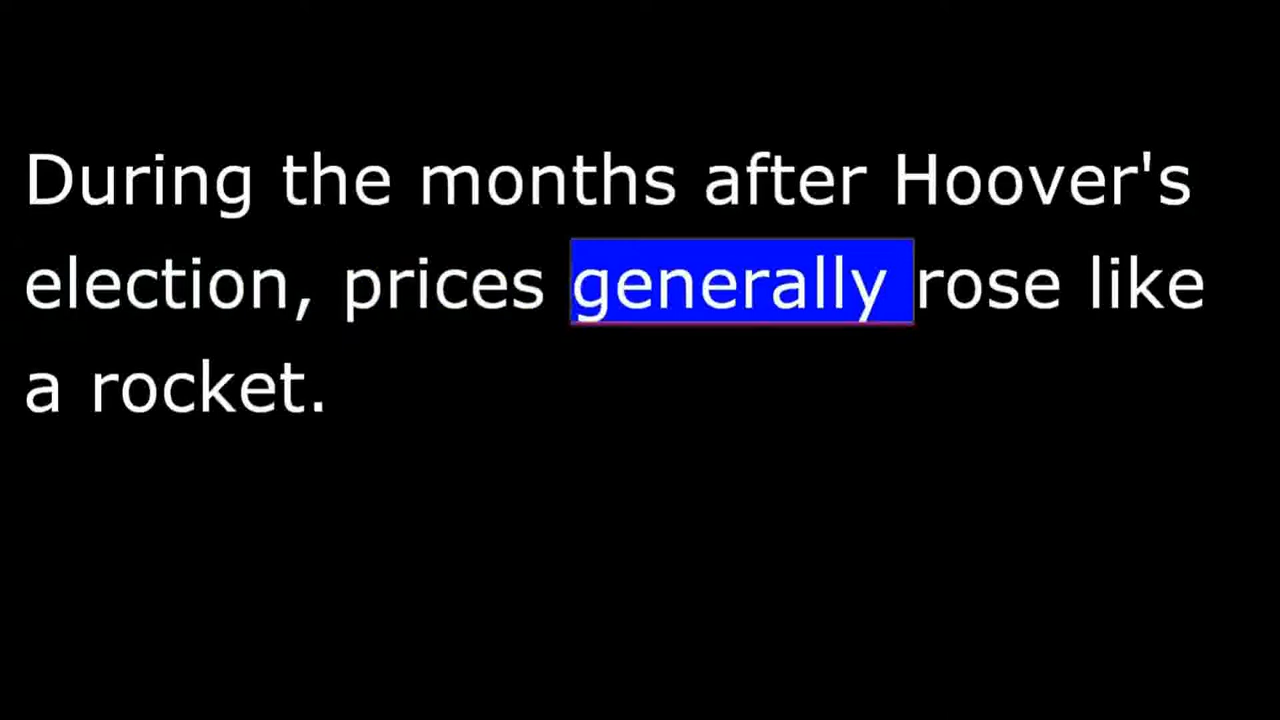 During the months after Hoover's
election, prices generally rose like
a rocket.